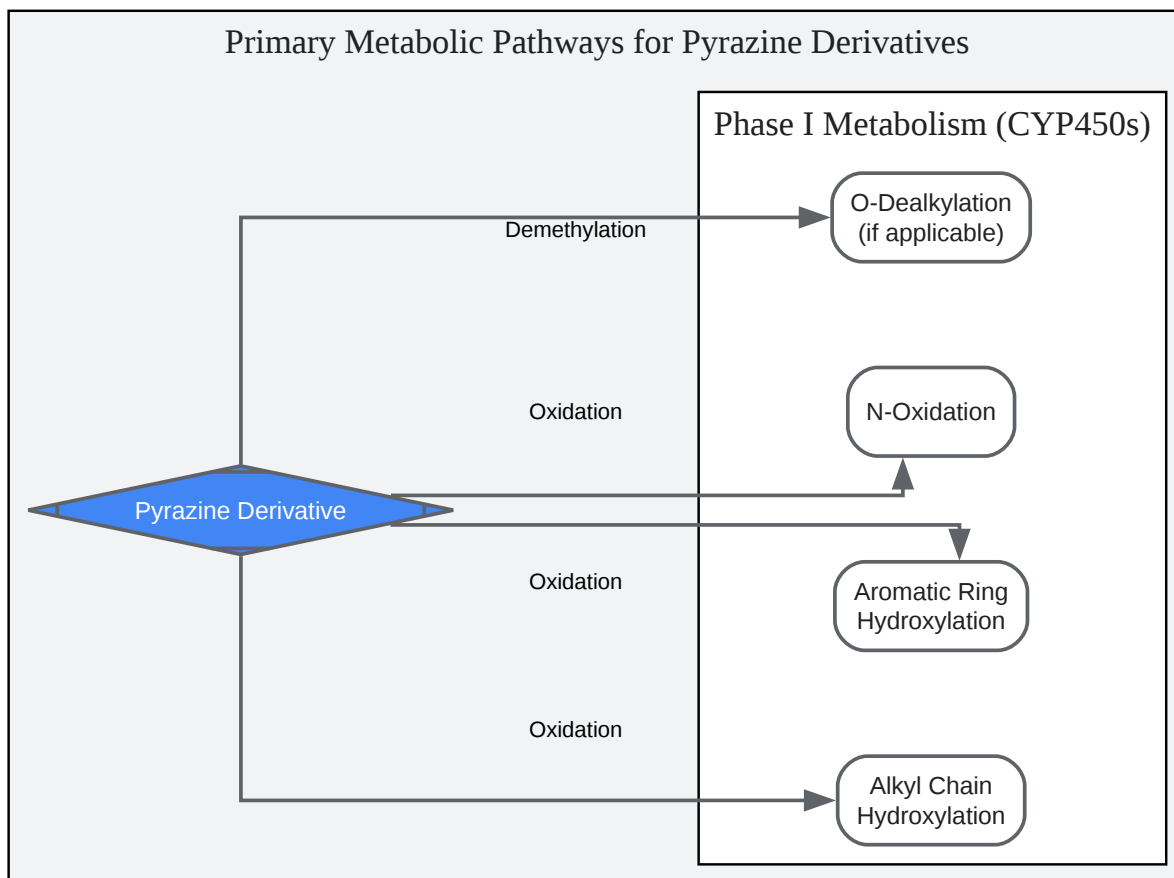 Primary Metabolic Pathways for Pyrazine Derivatives
Phase I Metabolism (CYP450s)
O-Dealkylation
(if applicable)
Demethylation
Oxidation
N-Oxidation
Pyrazine Derivative
Oxidation
Aromatic Ring
Hydroxylation
Oxidation
Alkyl Chain
Hydroxylation